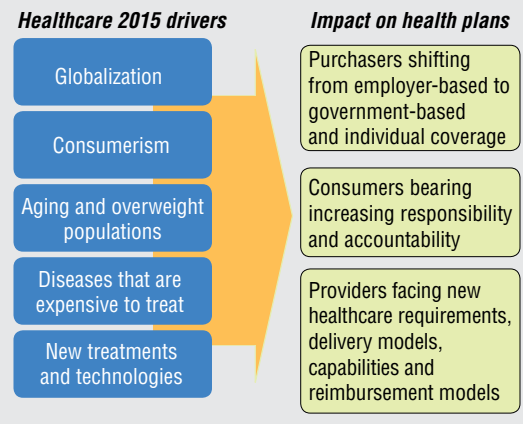 Healthcare 2015 drivers
Globalization
Consumerism
Aging and overweight
populations
Diseases that are
expensive to treat
New treatments
and technologies
Impact on health plans
Purchasers shifting
from employer-based to
government-based
and individual coverage
Consumers bearing
increasing responsibility
and accountability
Providers facing new
healthcare requirements,
delivery models,
capabilities and
reimbursement models